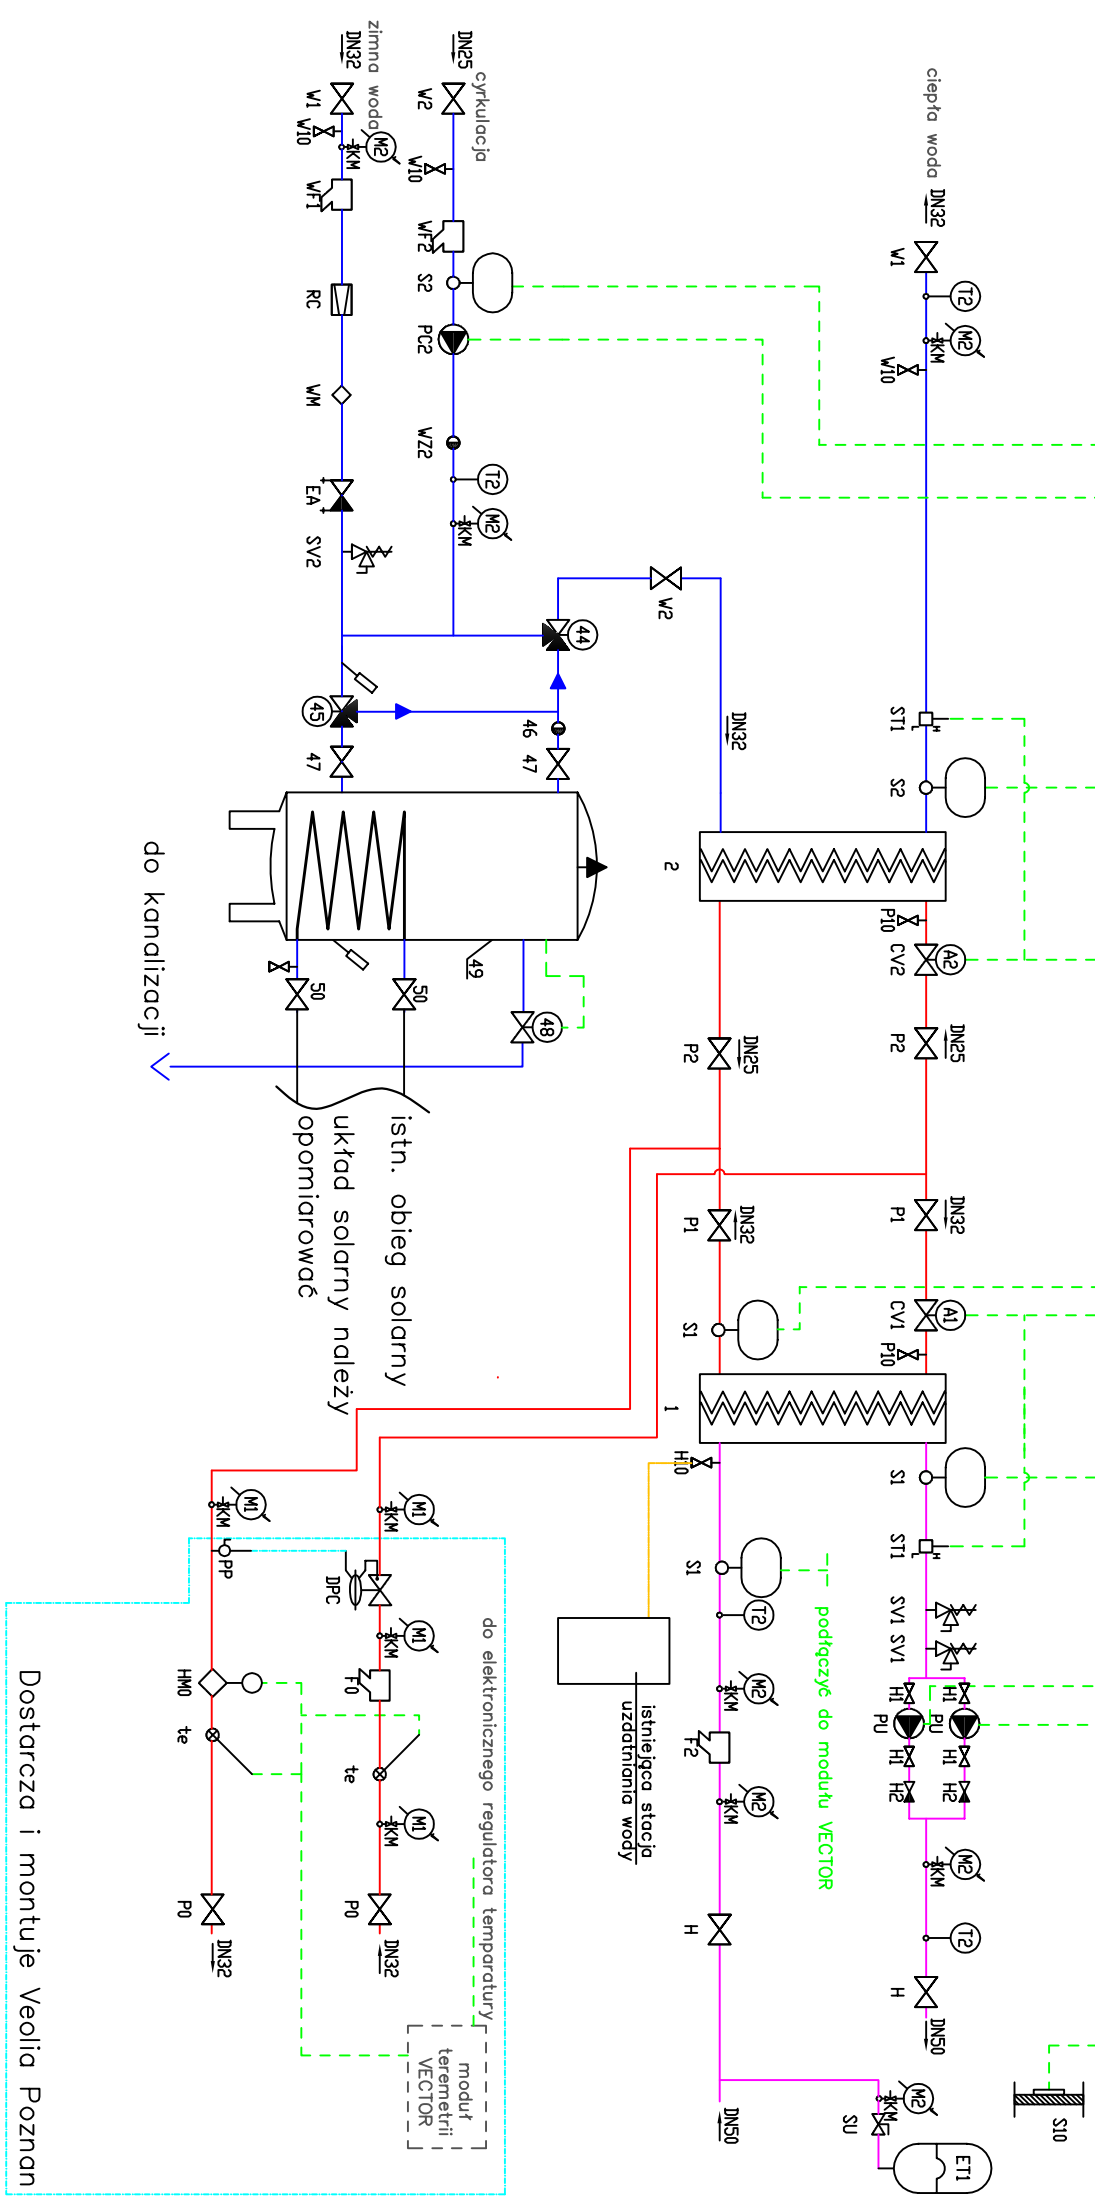 ciepła woda
DN32
W1
T2
M2
KM
W10
ST1
S2
2
P10
CV2
A2
P2
DN25
P1
DN32
CV1
A1
P10
1
S1
ST1
SV1
SV1
H1
H1
PU
PU
H1
H1
H2
H2
M2
KM
T2
H
DN50
S10
cyrkulacja
DN25
W2
W10
WF2
S2
PC2
WZ2
T2
M2
KM
44
W2
DN32
P2
DN25
P1
DN32
S1
H10
S1
T2
M2
KM
F2
M2
KM
H
DN50
M2
KM
SU
ET1
podłączyć do modułu VECTOR
istniejąca stacja
uzdatniania wody
zimna woda
DN32
W1
W10
M2
KM
WF1
RC
WM
EA
SV2
45
46
47
47
49
48
50
50
do kanalizacji
istn. obieg solarny
układ solarny należy
opomiarować
M1
KM
DPC
M1
KM
F0
te
M1
KM
P0
DN32
M1
KM
PP
HM0
te
P0
DN32
do elektronicznego regulatora temparatury
moduł
teremetrii
VECTOR
Dostarcza i montuje Veolia Poznan